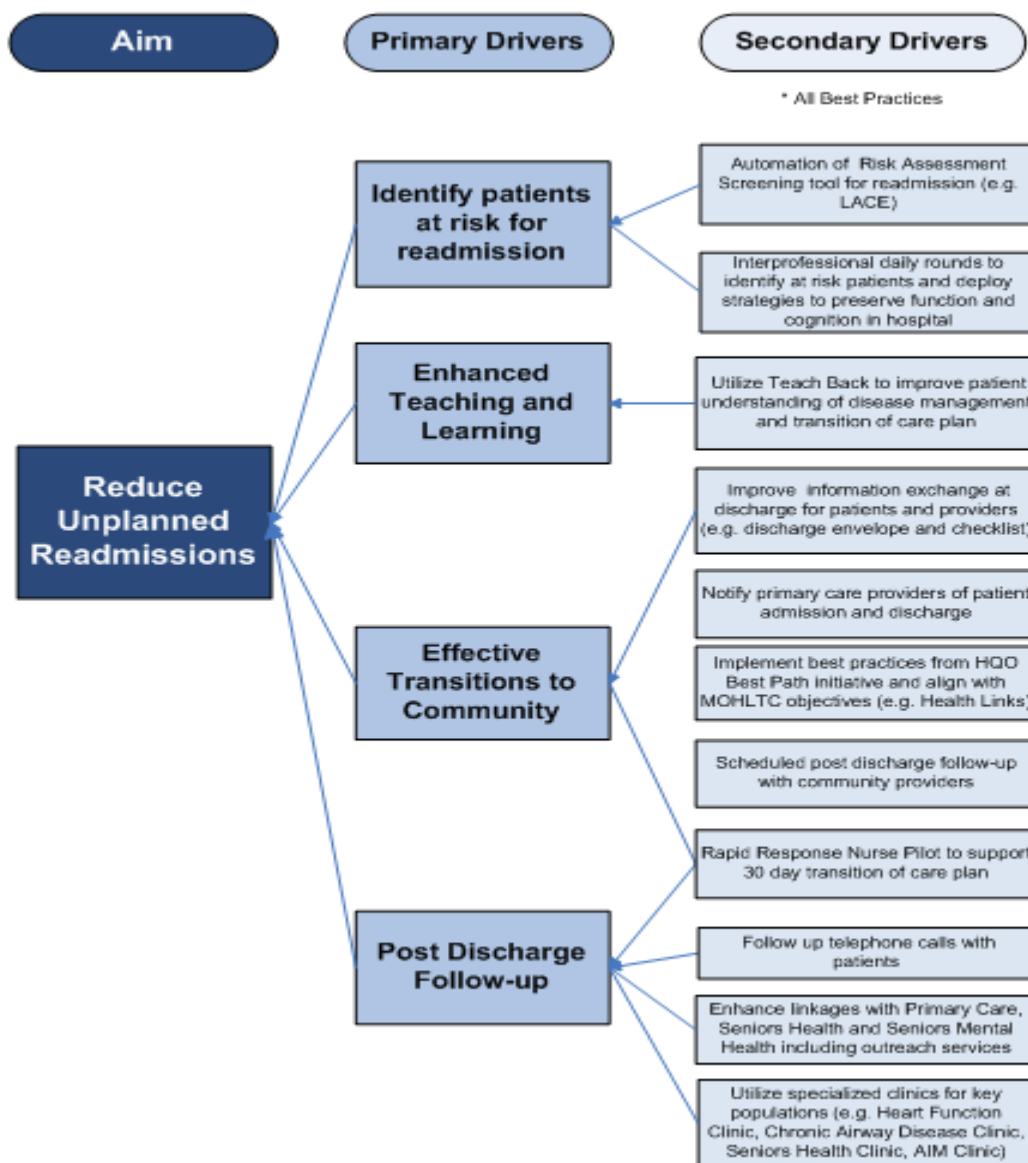 Aim
Primary Drivers
Secondary Drivers
* All Best Practices
Identify patients
at risk for
readmission
Automation of Risk Assessment
Screening tool for readmission (e.g.
LACE)
Interprofessional daily rounds to
identify at risk patients and deploy
strategies to preserve function and
cognition in hospital
Enhanced
Teaching and
Learning
Utilize Teach Back to improve patient
understanding of disease management
and transition of care plan
Reduce
Unplanned
Readmissions
Improve information exchange at
discharge for patients and providers
(e.g. discharge envelope and checklist)
Notify primary care providers of patient
admission and discharge
Effective
Transitions to
Community
Implement best practices from HQO
Best Path initiative and align with
MOHLTC objectives (e.g. Health Links)
Scheduled post discharge follow-up
with community providers
Rapid Response Nurse Pilot to support
30 day transition of care plan
Post Discharge
Follow-up
Follow up telephone calls with
patients
Enhance linkages with Primary Care,
Seniors Health and Seniors Mental
Health including outreach services
Utilize specialized clinics for key
populations (e.g. Heart Function
Clinic, Chronic Airway Disease Clinic,
Seniors Health Clinic, AIM Clinic)